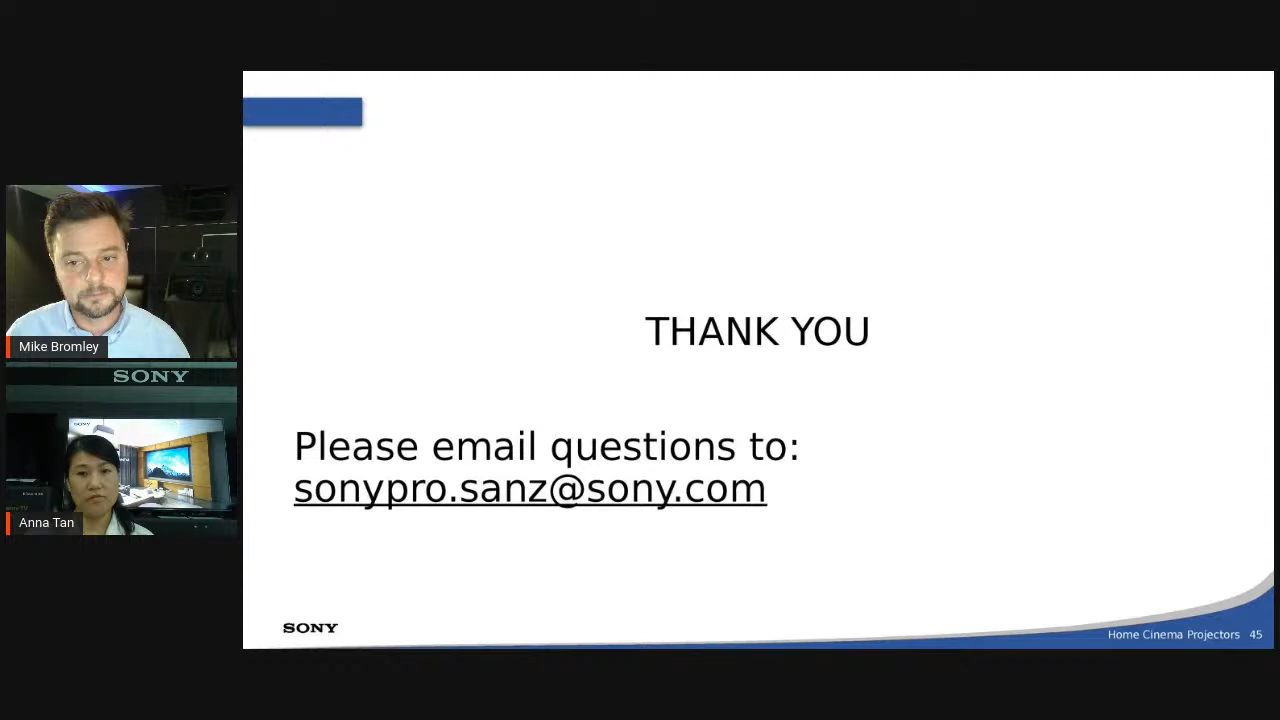 THANK YOU
Please email questions to:
sonypro.sanz@sony.com
SONY
Home Cinema Projectors 45
Mike Bromley
SONY
SONY
Anna Tan